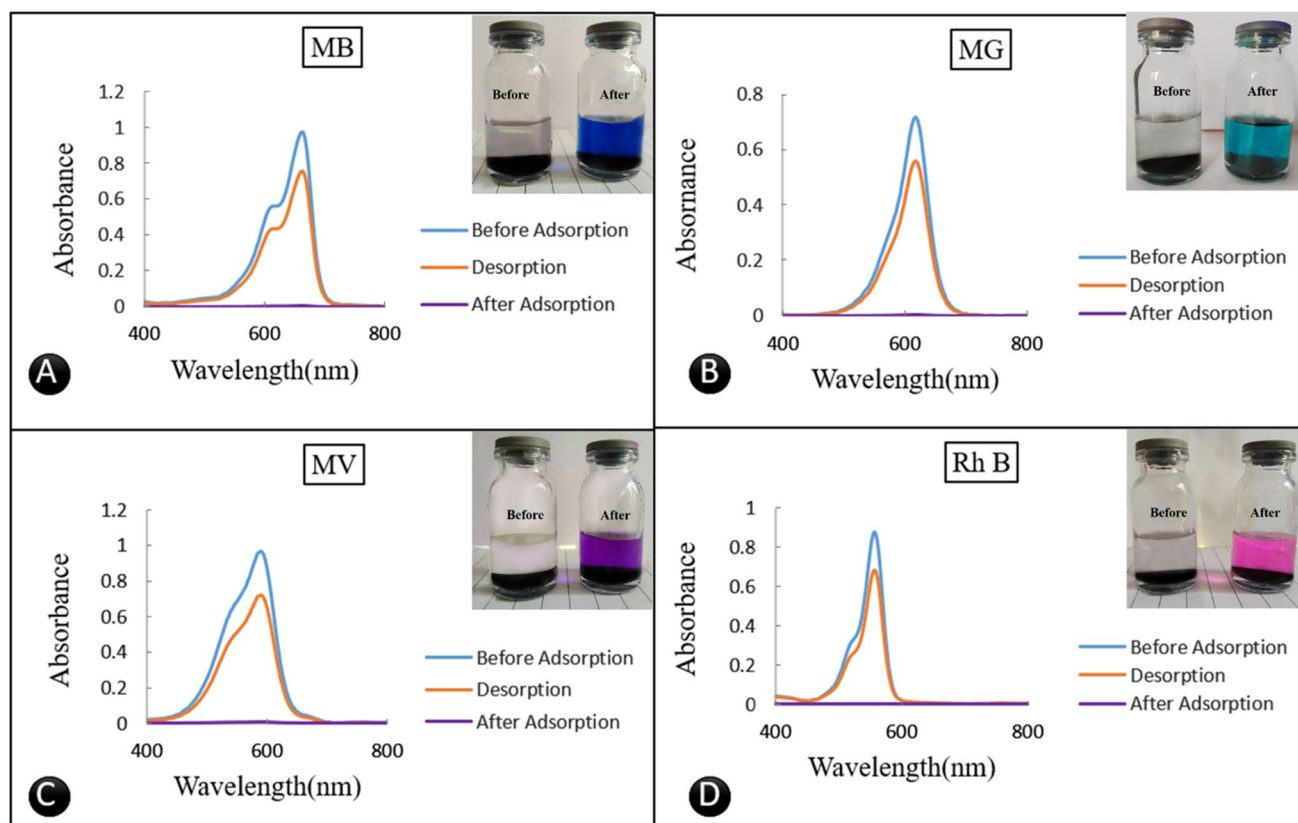 MB
Before After
1.2
1
0.8
0.6
0.4
0.2
0
400 600 800
Absorbance
Wavelength(nm)
Before Adsorption
Desorption
After Adsorption
A
MG
Before After
0.8
0.6
0.4
0.2
0
400 600 800
Absornance
Wavelength(nm)
Before Adsorption
Desorption
After Adsorption
B
MV
Before After
1.2
1
0.8
0.6
0.4
0.2
0
400 600 800
Absorbance
Wavelength(nm)
Before Adsorption
Desorption
After Adsorption
C
Rh B
Before After
1
0.8
0.6
0.4
0.2
0
400 600 800
Absorbance
Wavelength(nm)
Before Adsorption
Desorption
After Adsorption
D